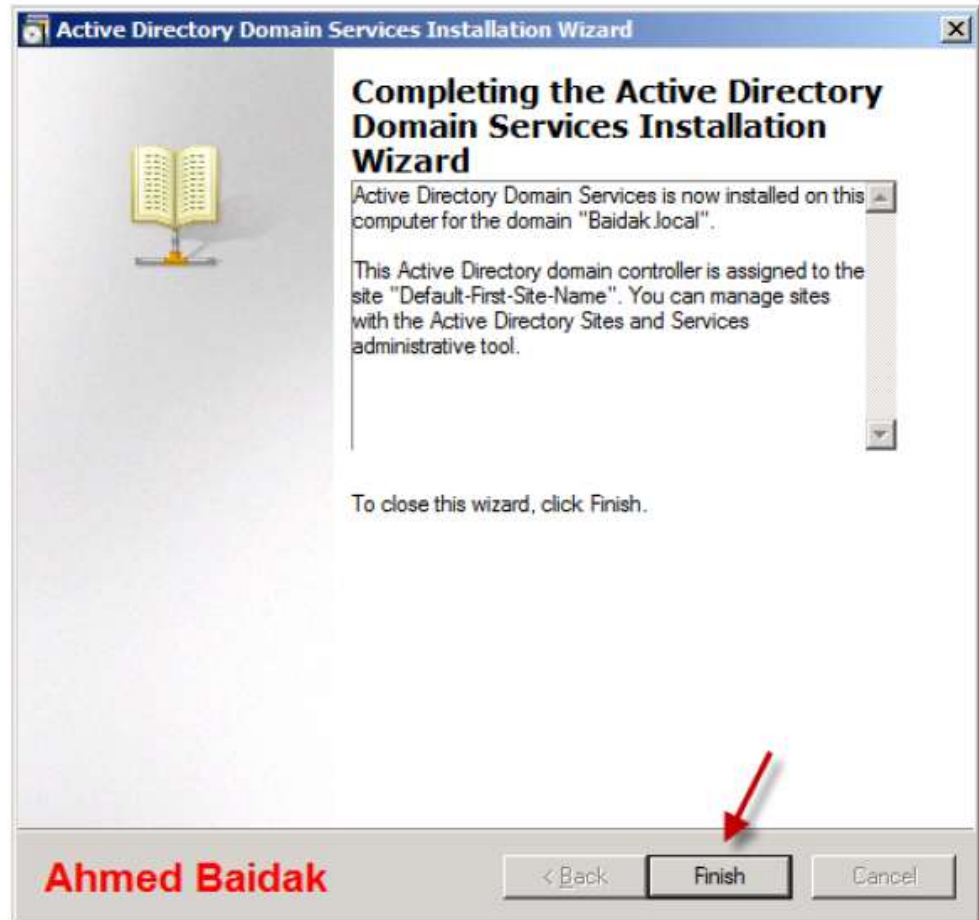 Active Directory Domain Services Installation Wizard
Completing the Active Directory
Domain Services Installation
Wizard
Active Directory Domain Services is now installed on this
computer for the domain "Baidak.local".
This Active Directory domain controller is assigned to the
site "Default-First-Site-Name". You can manage sites
with the Active Directory Sites and Services
administrative tool.
To close this wizard, click Finish.
Ahmed Baidak
< Back
Finish
Cancel